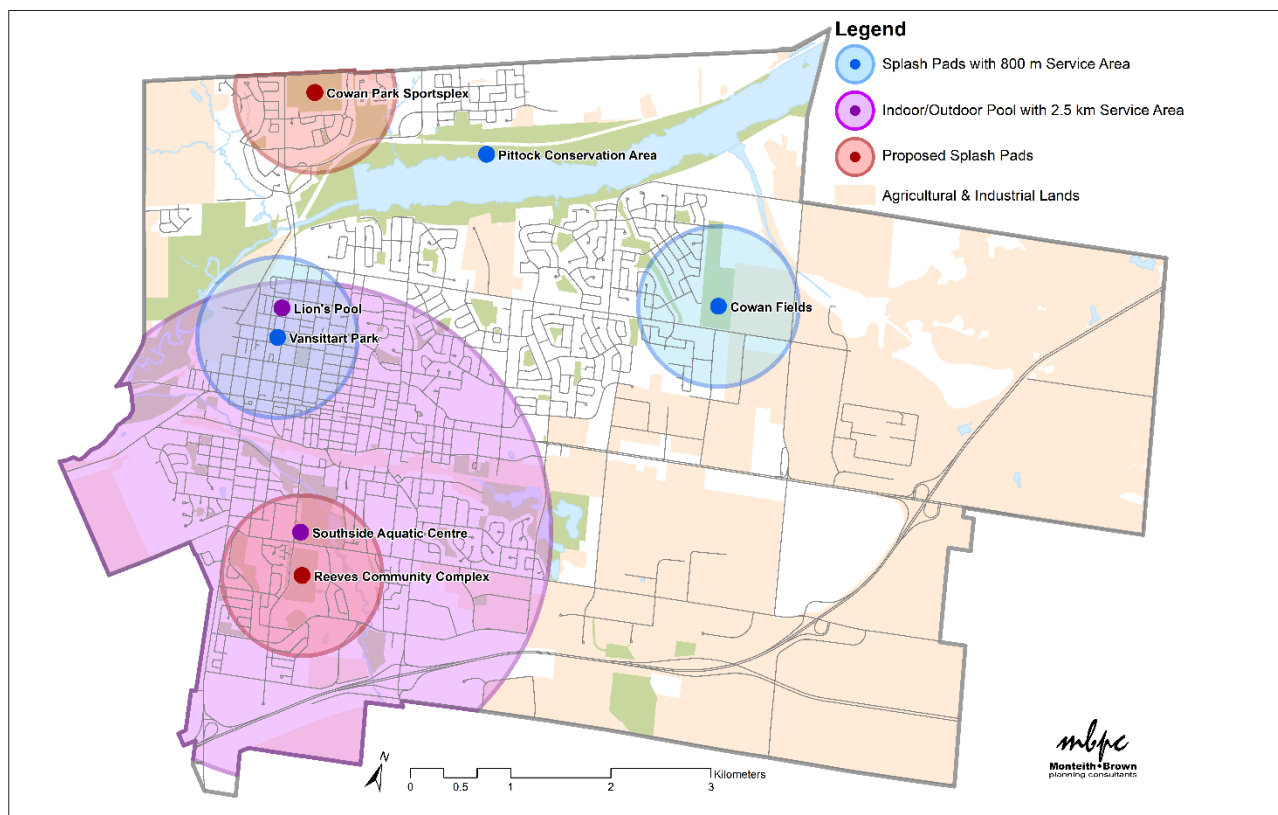 Legend
Splash Pads with 800 m Service Area
Indoor/Outdoor Pool with 2.5 km Service Area
Proposed Splash Pads
Agricultural & Industrial Lands
Cowan Park Sportsplex
Pittock Conservation Area
Lion's Pool
Cowan Fields
Vansittart Park
Southside Aquatic Centre
Reeves Community Complex
N
Kilometers
0 0.5 1 2 3
mbpc
Monteith•Brown
planning consultants